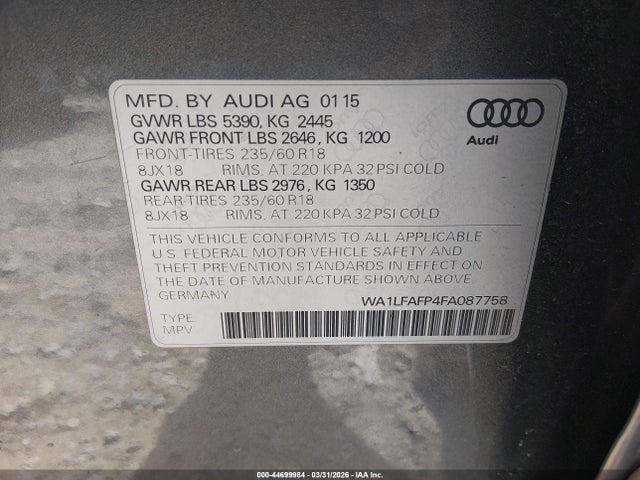 MFD. BY AUDI AG 01 15
GVWR LBS 5390, KG 2445
GAWR FRONT LBS 2646, KG 1200
FRONT-TIRES 235/60 R18
8JX18 RIMS, AT 220 KPA 32 PSI COLD
GAWR REAR LBS 2976, KG 1350
REAR-TIRES 235/60 R18
8JX18 RIMS, AT 220 KPA 32 PSI COLD
Audi
THIS VEHICLE CONFORMS TO ALL APPLICABLE
U.S. FEDERAL MOTOR VEHICLE SAFETY AND
THEFT PREVENTION STANDARDS IN EFFECT ON
THE DATE OF MANUFACTURE SHOWN ABOVE.
GERMANY
WA1LFAFP4FA087758
TYPE
MPV
000-44699984 - 03/31/2026 - IAA Inc.